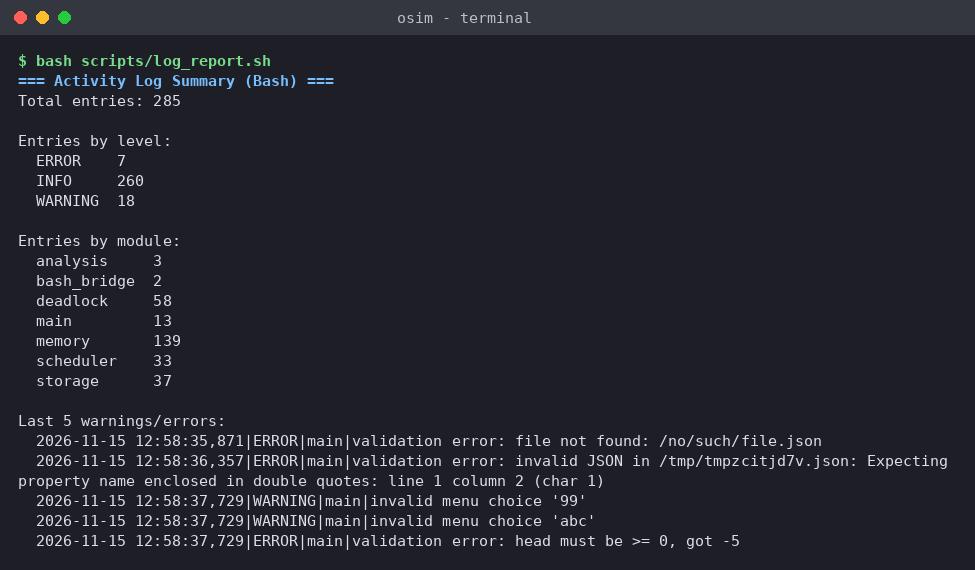 osim - terminal
$ bash scripts/log_report.sh
=== Activity Log Summary (Bash) ===
Total entries: 285
Entries by level:
ERROR    7
INFO     260
WARNING  18
Entries by module:
analysis     3
bash_bridge  2
deadlock     58
main         13
memory       139
scheduler    33
storage      37
Last 5 warnings/errors:
2026-11-15 12:58:35,871|ERROR|main|validation error: file not found: /no/such/file.json
2026-11-15 12:58:36,357|ERROR|main|validation error: invalid JSON in /tmp/tmpzcitjd7v.json: Expecting
property name enclosed in double quotes: line 1 column 2 (char 1)
2026-11-15 12:58:37,729|WARNING|main|invalid menu choice '99'
2026-11-15 12:58:37,729|WARNING|main|invalid menu choice 'abc'
2026-11-15 12:58:37,729|ERROR|main|validation error: head must be >= 0, got -5